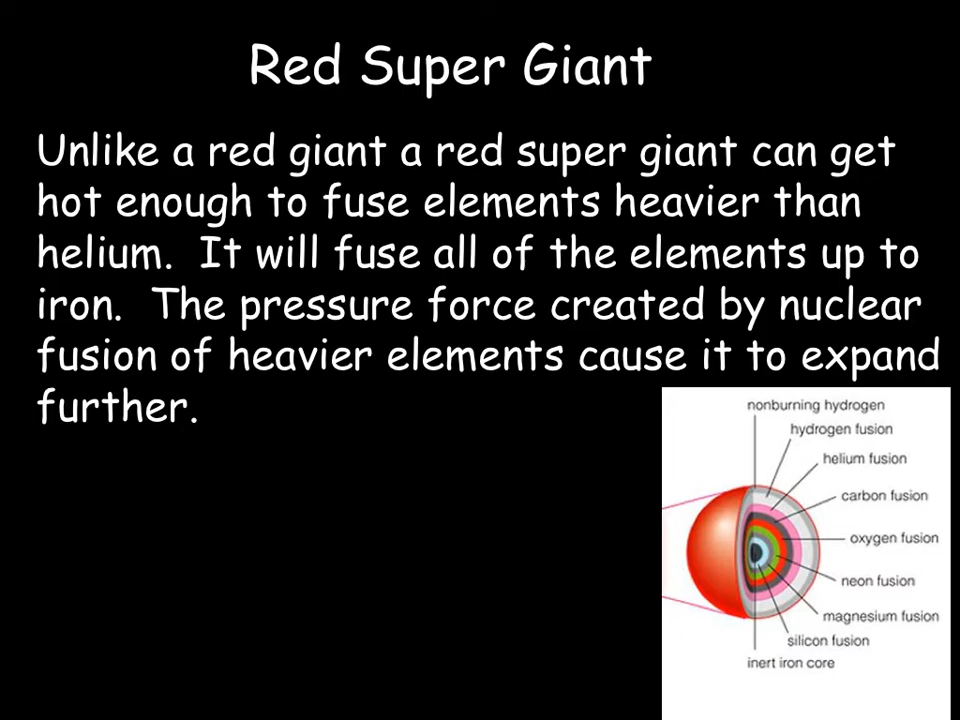 Red Super Giant
Unlike a red giant a red super giant can get
hot enough to fuse elements heavier than
helium.  It will fuse all of the elements up to
iron.  The pressure force created by nuclear
fusion of heavier elements cause it to expand
further.
nonburning hydrogen
hydrogen fusion
helium fusion
carbon fusion
oxygen fusion
neon fusion
magnesium fusion
silicon fusion
inert iron core